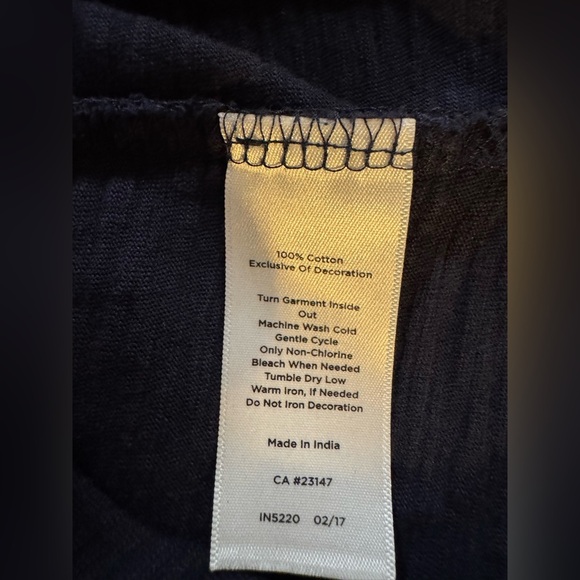 100% Cotton
Exclusive Of Decoration
Turn Garment Inside
Out
Machine Wash Cold
Gentle Cycle
Only Non-Chlorine
Bleach When Needed
Tumble Dry Low
Warm Iron, If Needed
Do Not Iron Decoration
Made In India
CA #23147
IN5220 02/17